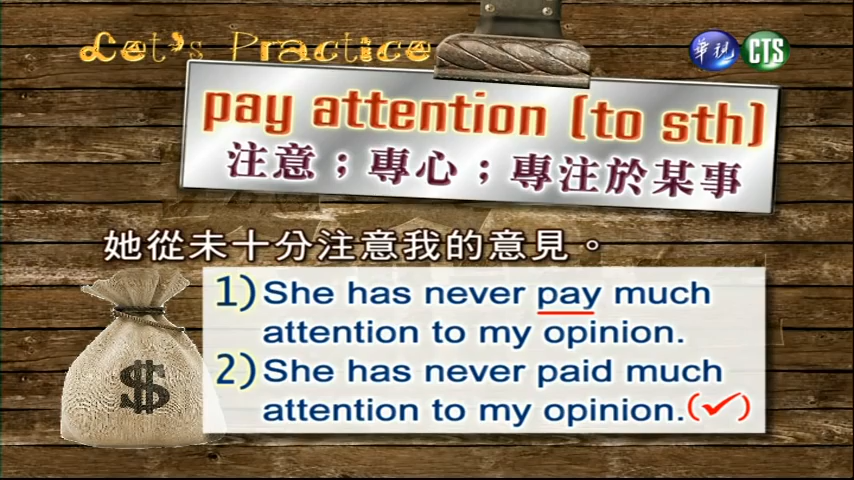 Let's Practice
華視 CTS
pay attention (to sth)
注意；專心；專注於某事
她從未十分注意我的意見。
1) She has never pay much
attention to my opinion.
2) She has never paid much
attention to my opinion.(✓)
$